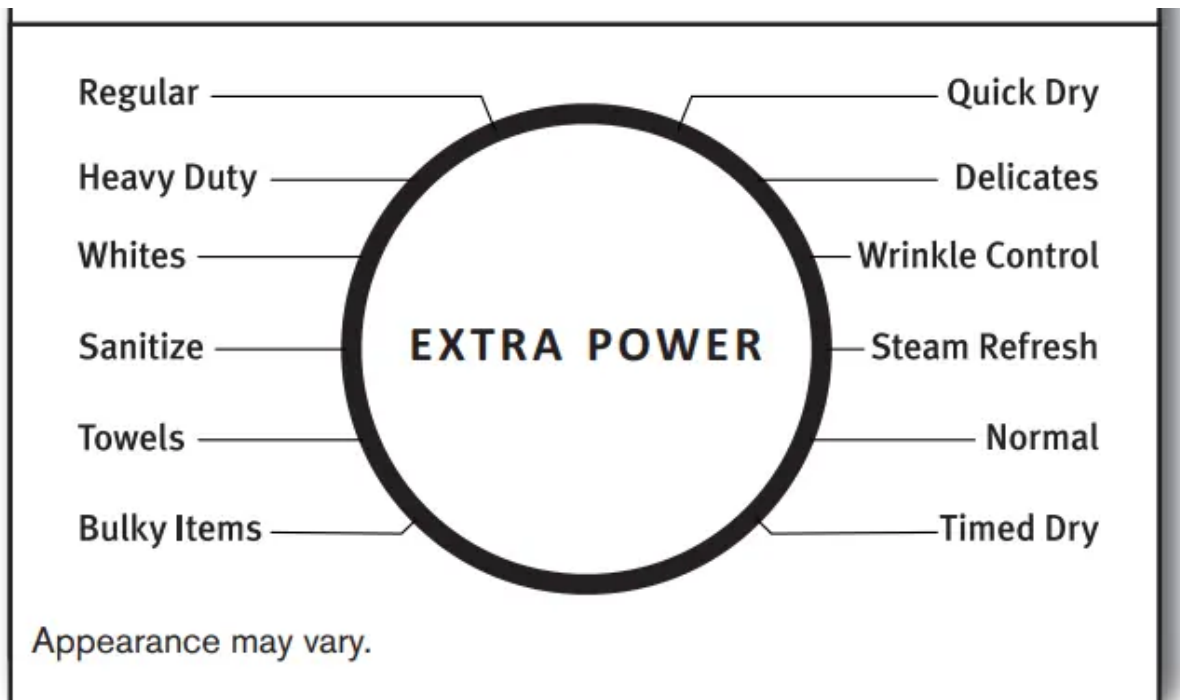 Regular
Heavy Duty
Whites
Sanitize
Towels
Bulky Items
EXTRA POWER
Quick Dry
Delicates
Wrinkle Control
Steam Refresh
Normal
Timed Dry
Appearance may vary.